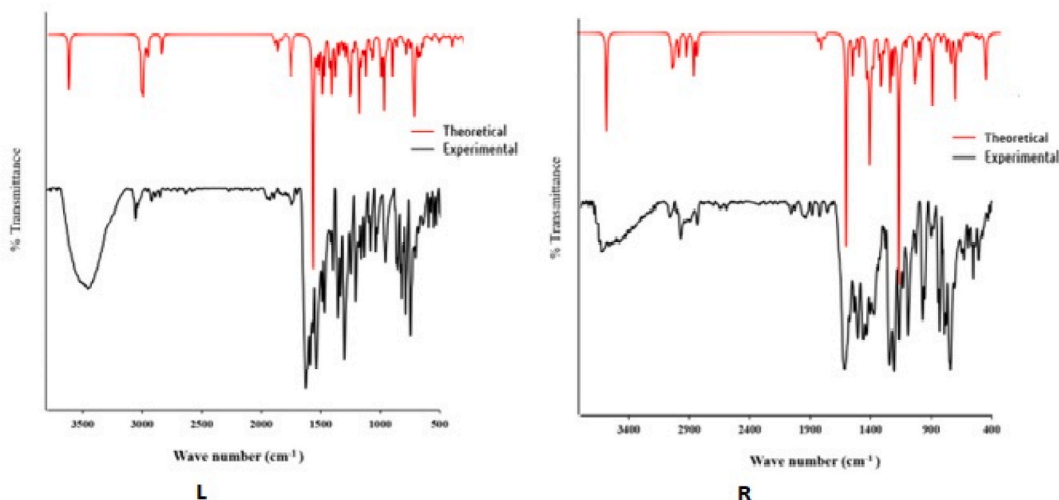 Theoretical
Experimental
% Transmittance
3500 3000 2500 2000 1500 1000 500
Wave number (cm⁻¹)
L
Theoretical
Experimental
% Transmittance
3400 2900 2400 1900 1400 900 400
Wave number (cm⁻¹)
R